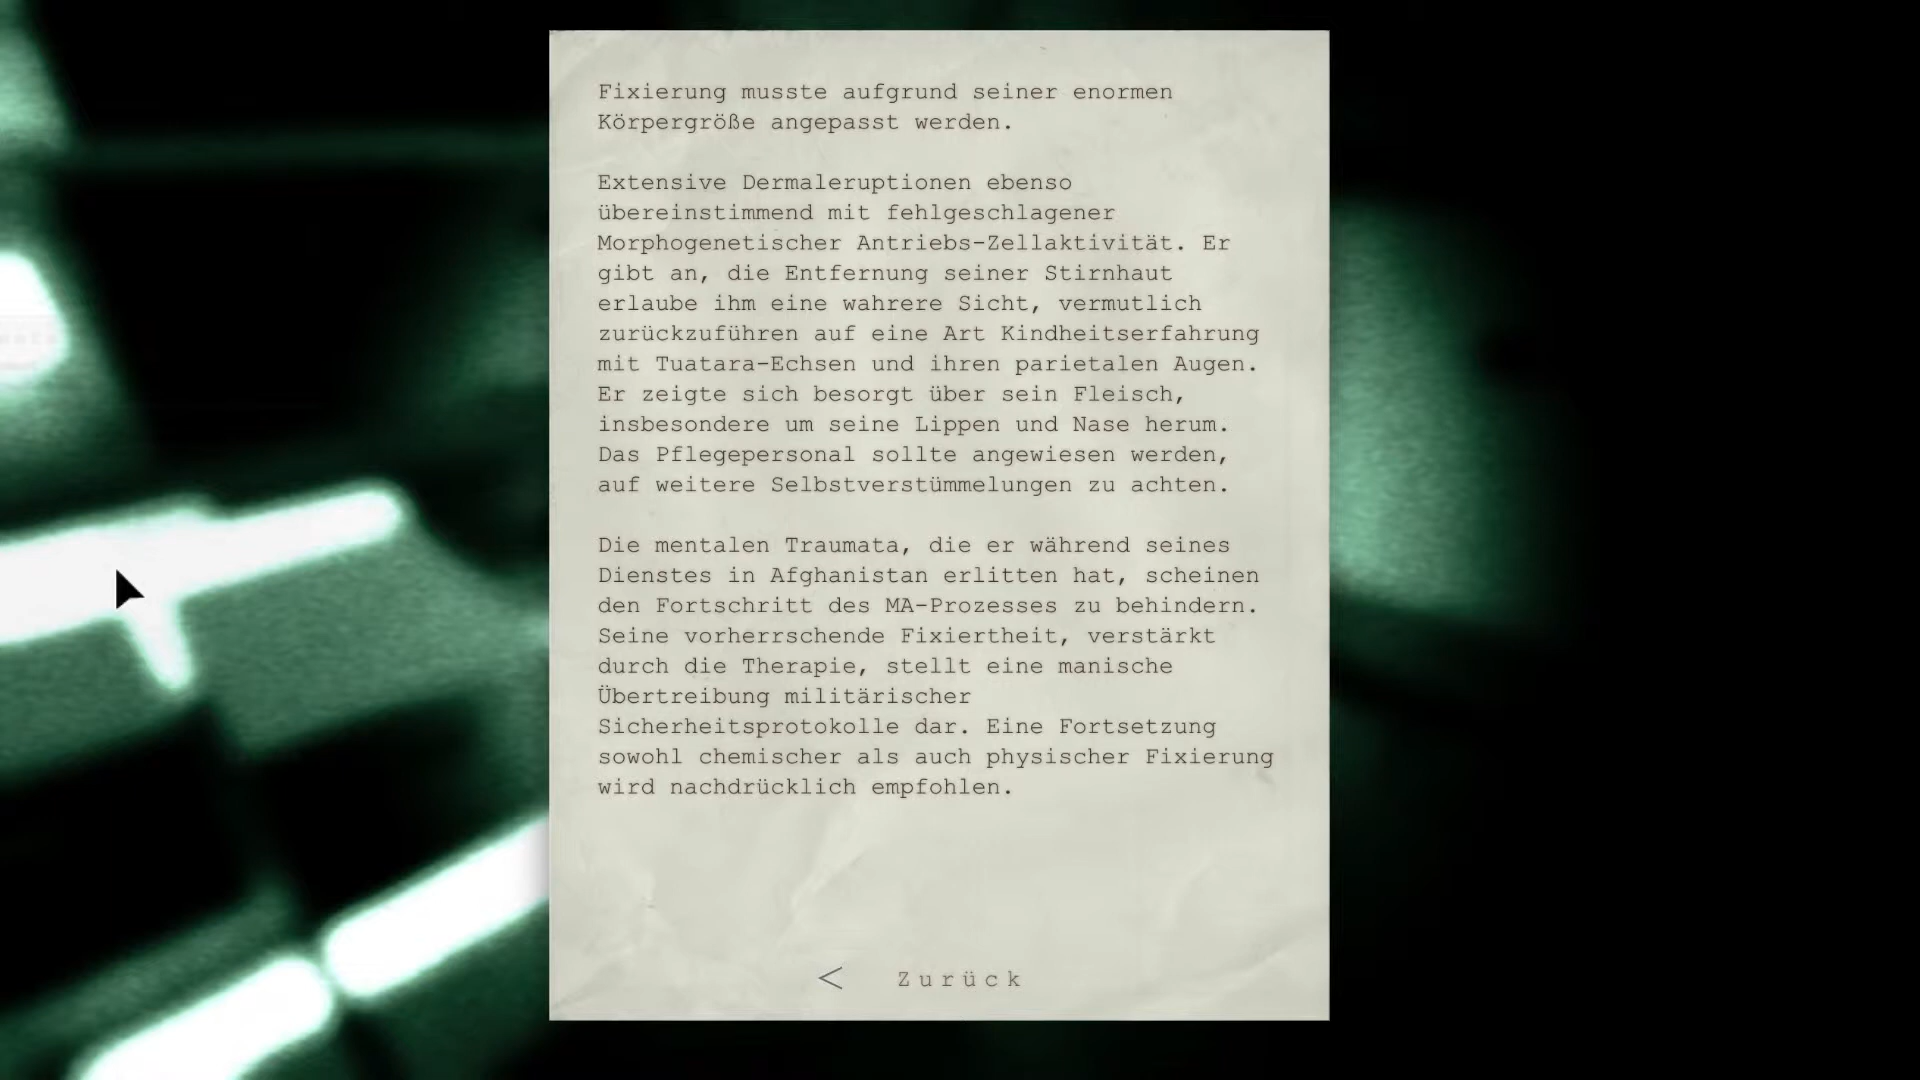 Fixierung musste aufgrund seiner enormen
Körpergröße angepasst werden.
Extensive Dermaleruptionen ebenso
übereinstimmend mit fehlgeschlagener
Morphogenetischer Antriebs-Zellaktivität. Er
gibt an, die Entfernung seiner Stirnhaut
erlaube ihm eine wahrere Sicht, vermutlich
zurückzuführen auf eine Art Kindheitserfahrung
mit Tuatara-Echsen und ihren parietalen Augen.
Er zeigte sich besorgt über sein Fleisch,
insbesondere um seine Lippen und Nase herum.
Das Pflegepersonal sollte angewiesen werden,
auf weitere Selbstverstümmelungen zu achten.
Die mentalen Traumata, die er während seines
Dienstes in Afghanistan erlitten hat, scheinen
den Fortschritt des MA-Prozesses zu behindern.
Seine vorherrschende Fixiertheit, verstärkt
durch die Therapie, stellt eine manische
Übertreibung militärischer
Sicherheitsprotokolle dar. Eine Fortsetzung
sowohl chemischer als auch physischer Fixierung
wird nachdrücklich empfohlen.
< Zurück